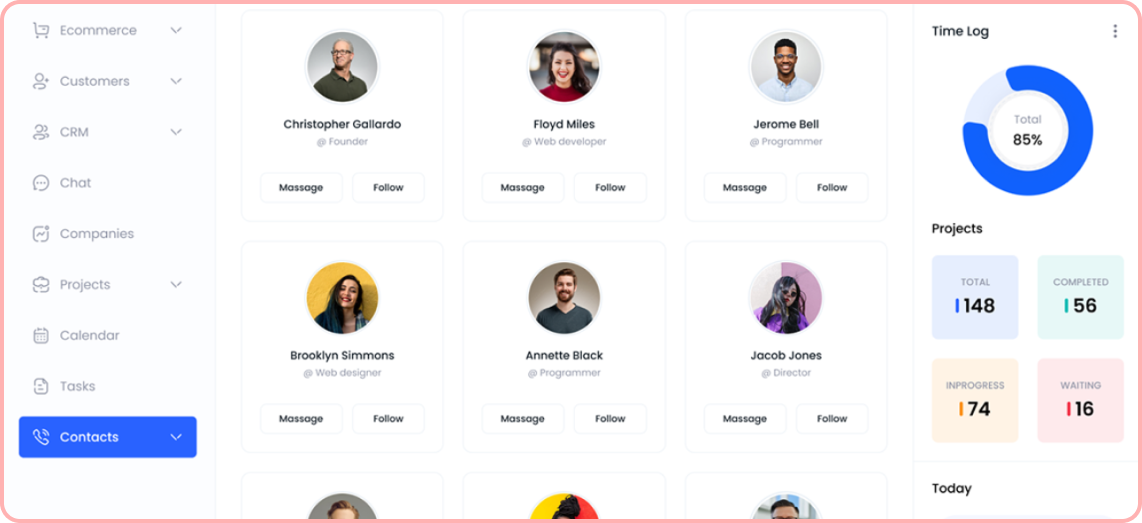 Ecommerce
Customers
CRM
Chat
Companies
Projects
Calendar
Tasks
Contacts
Christopher Gallardo
@ Founder
Massage Follow
Floyd Miles
@ Web developer
Massage Follow
Jerome Bell
@ Programmer
Massage Follow
Brooklyn Simmons
@ Web designer
Massage Follow
Annette Black
@ Programmer
Massage Follow
Jacob Jones
@ Director
Massage Follow
Time Log
Total
85%
Projects
TOTAL
148
COMPLETED
56
INPROGRESS
74
WAITING
16
Today